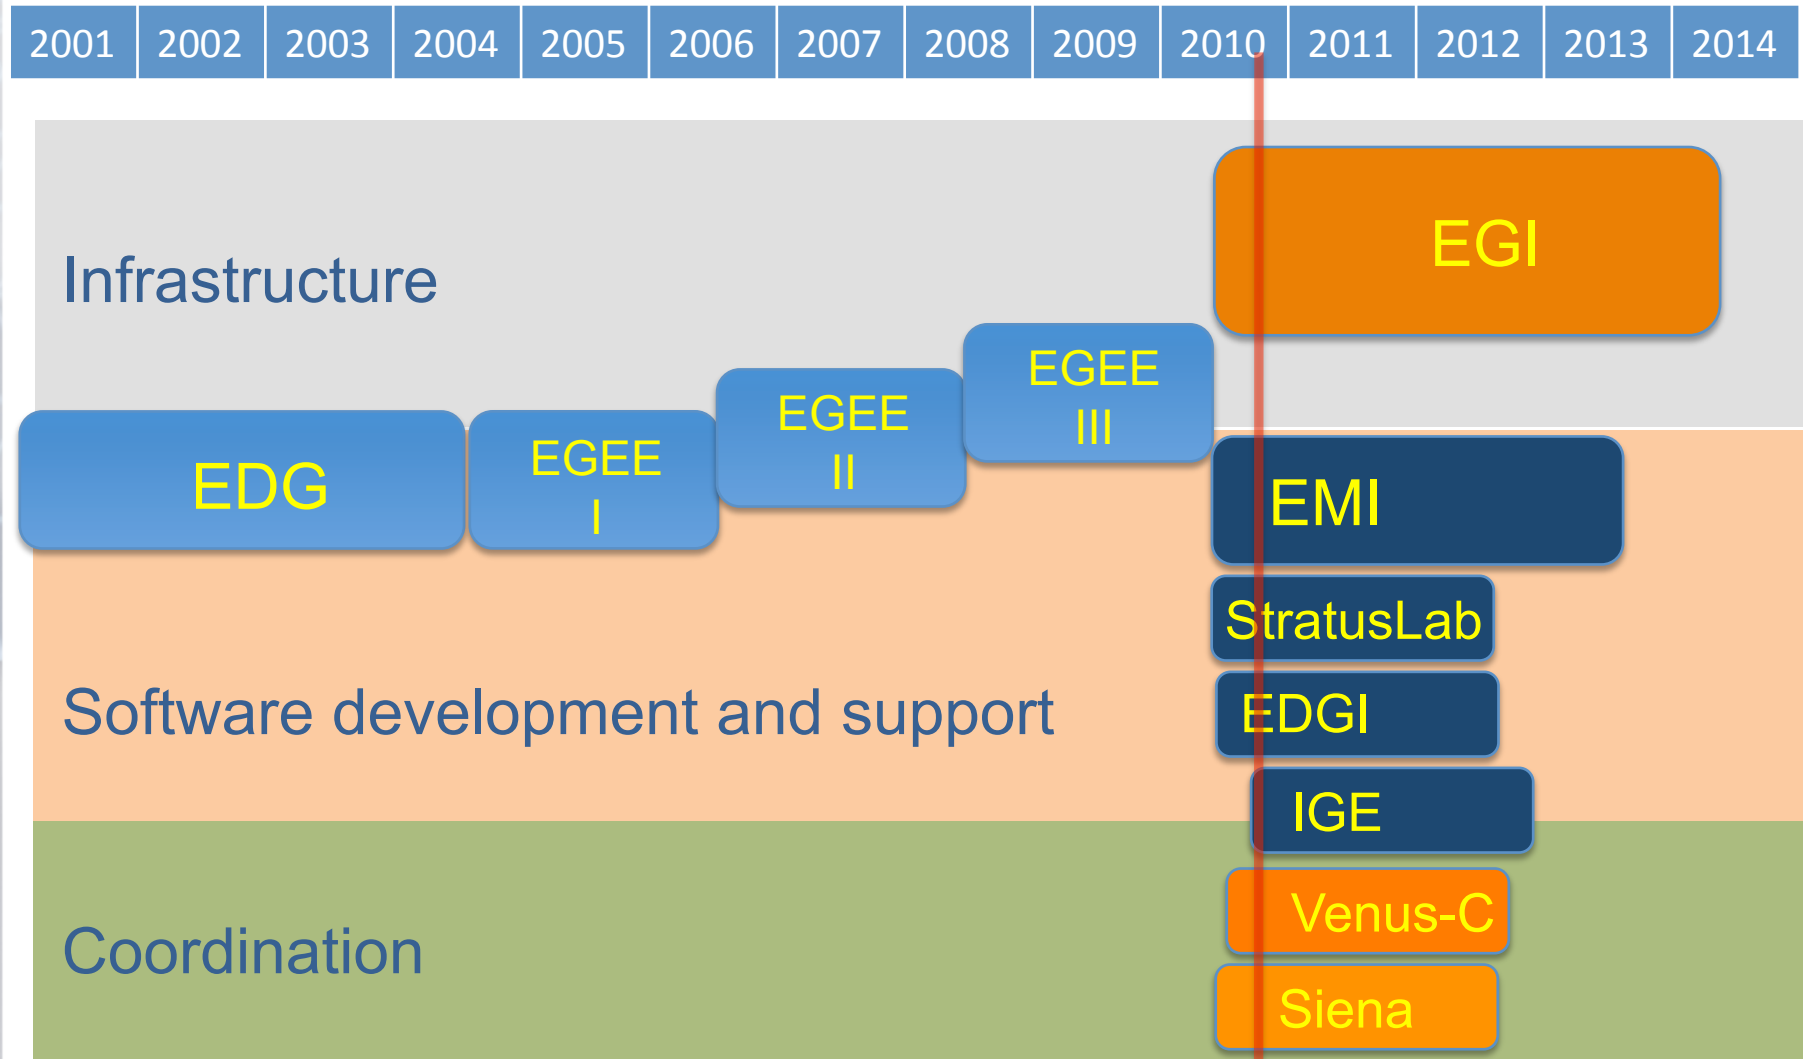 2001 2002 2003 2004 2005 2006 2007 2008 2009 2010 2011 2012 2013 2014
EGI
Infrastructure
EGEE
III
EGEE
II
EGEE
I
EDG
EMI
StratusLab
Software development and support
EDGI
IGE
Venus-C
Coordination
Siena